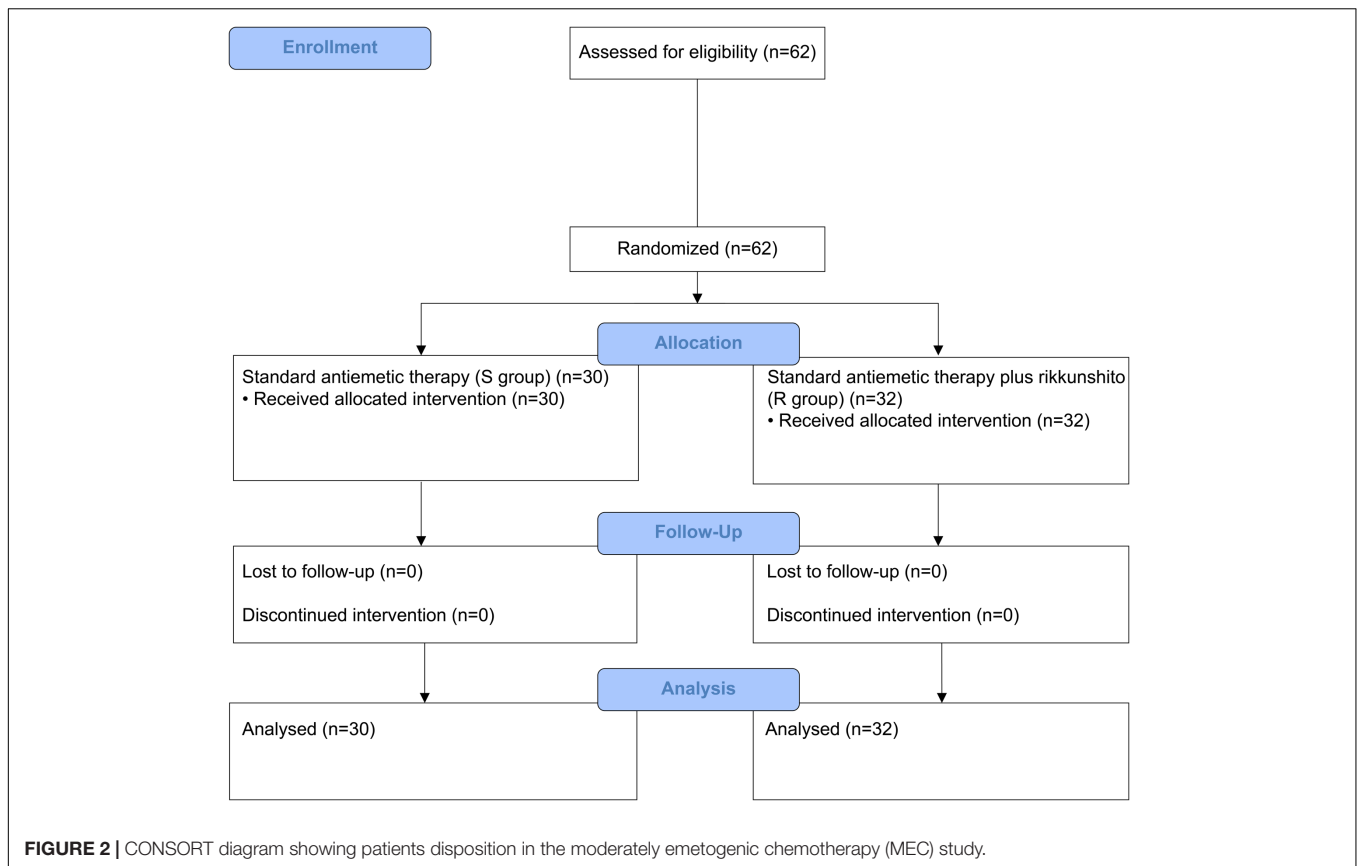 Enrollment
Assessed for eligibility (n=62)
Randomized (n=62)
Allocation
Standard antiemetic therapy (S group) (n=30)
• Received allocated intervention (n=30)
Standard antiemetic therapy plus rikkunshito
(R group) (n=32)
• Received allocated intervention (n=32)
Follow-Up
Lost to follow-up (n=0)
Discontinued intervention (n=0)
Lost to follow-up (n=0)
Discontinued intervention (n=0)
Analysis
Analysed (n=30)
Analysed (n=32)
FIGURE 2 | CONSORT diagram showing patients disposition in the moderately emetogenic chemotherapy (MEC) study.